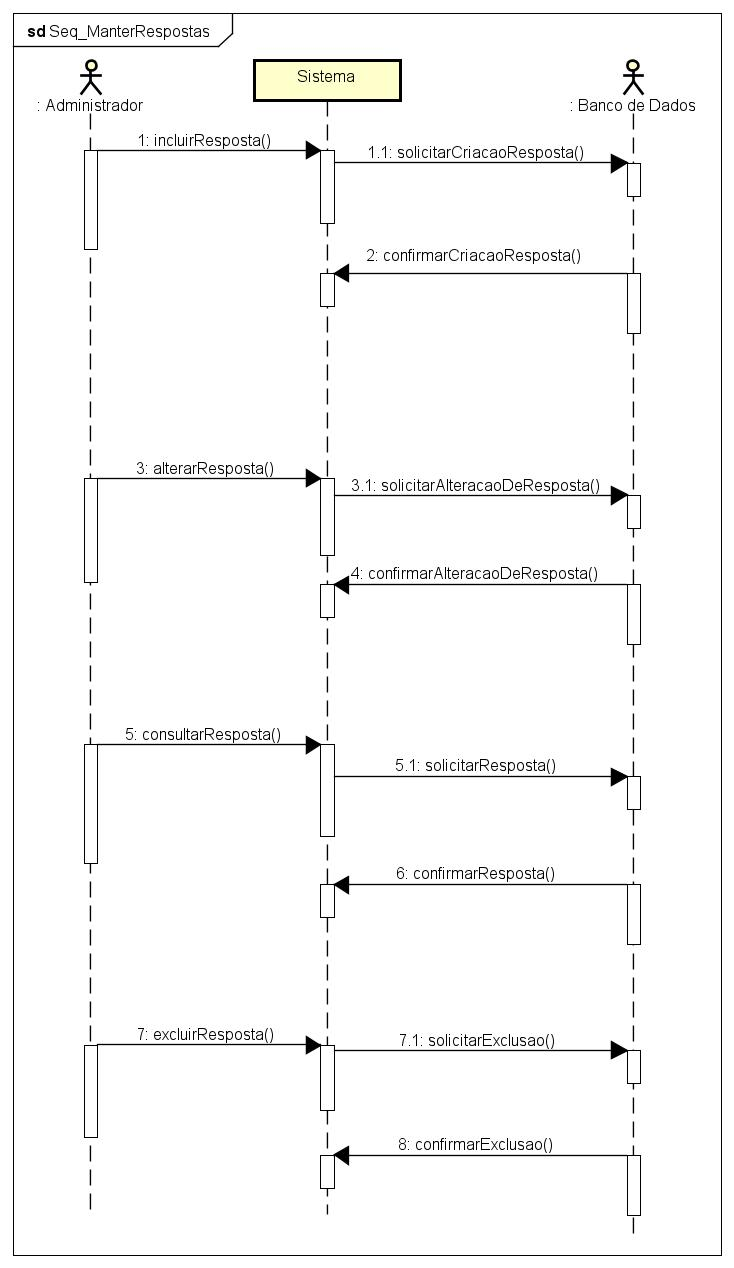 sd Seq_ManterRespostas
Sistema
: Administrador
: Banco de Dados
1: incluirResposta()
1.1: solicitarCriacaoResposta()
2: confirmarCriacaoResposta()
3: alterarResposta()
3.1: solicitarAlteracaoDeResposta()
4: confirmarAlteracaoDeResposta()
5: consultarResposta()
5.1: solicitarResposta()
6: confirmarResposta()
7: excluirResposta()
7.1: solicitarExclusao()
8: confirmarExclusao()